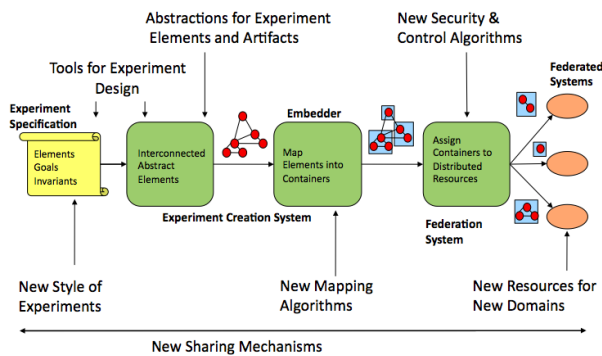 Abstractions for Experiment
Elements and Artifacts
New Security &
Control Algorithms
Tools for Experiment
Design
Federated
Systems
Experiment
Specification
Embedder
Elements
Goals
Invariants
Interconnected
Abstract
Elements
Map
Elements into
Containers
Assign
Containers to
Distributed
Resources
Experiment Creation System
Federation
System
New Style of
Experiments
New Mapping
Algorithms
New Resources for
New Domains
New Sharing Mechanisms